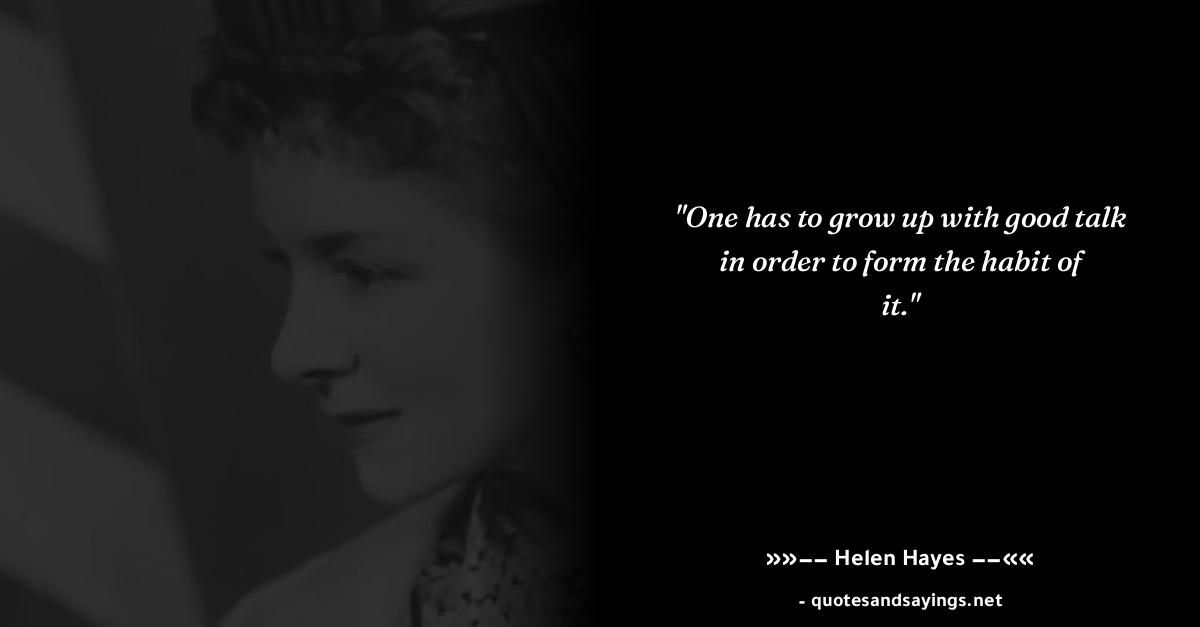 "One has to grow up with good talk
in order to form the habit of
it."
»»–– Helen Hayes ––««
- quotesandsayings.net